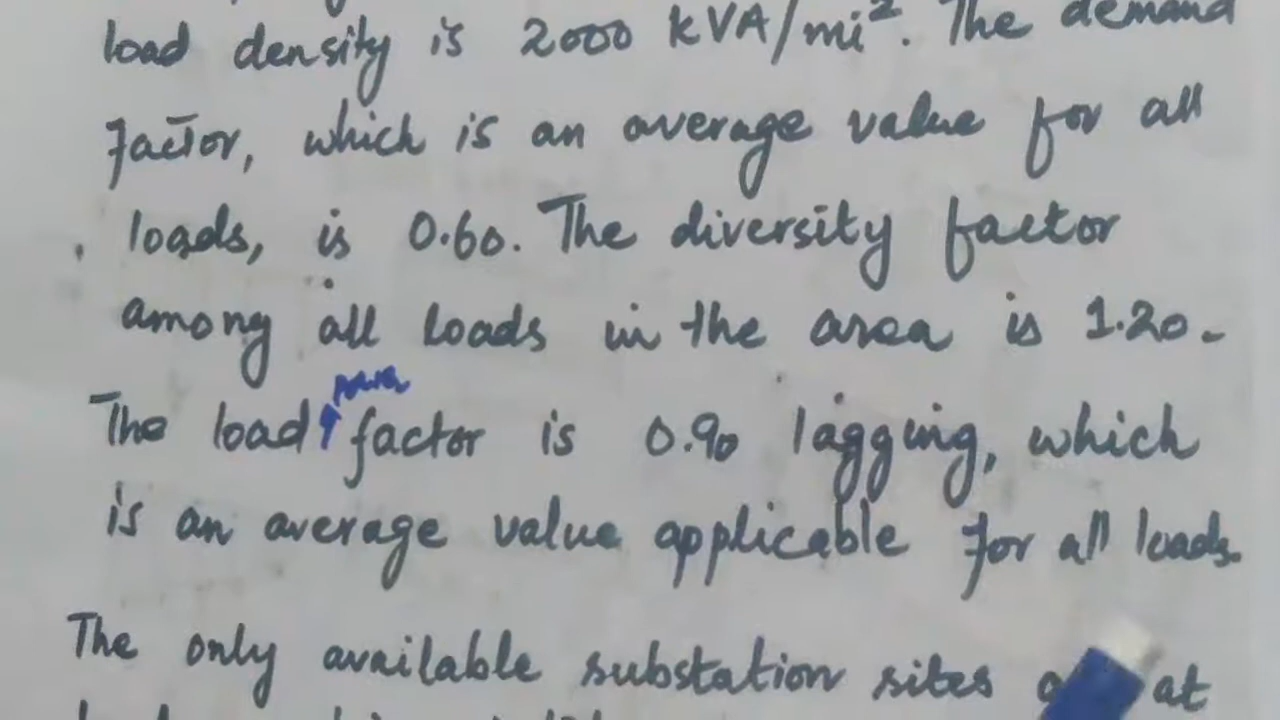 load density is 2000 kVA/mi². The demand
factor, which is an average value for all
loads, is 0.60. The diversity factor
among all loads in the area is 1.20.
The load power factor is 0.90 lagging, which
is an average value applicable for all loads.
The only available substation sites at